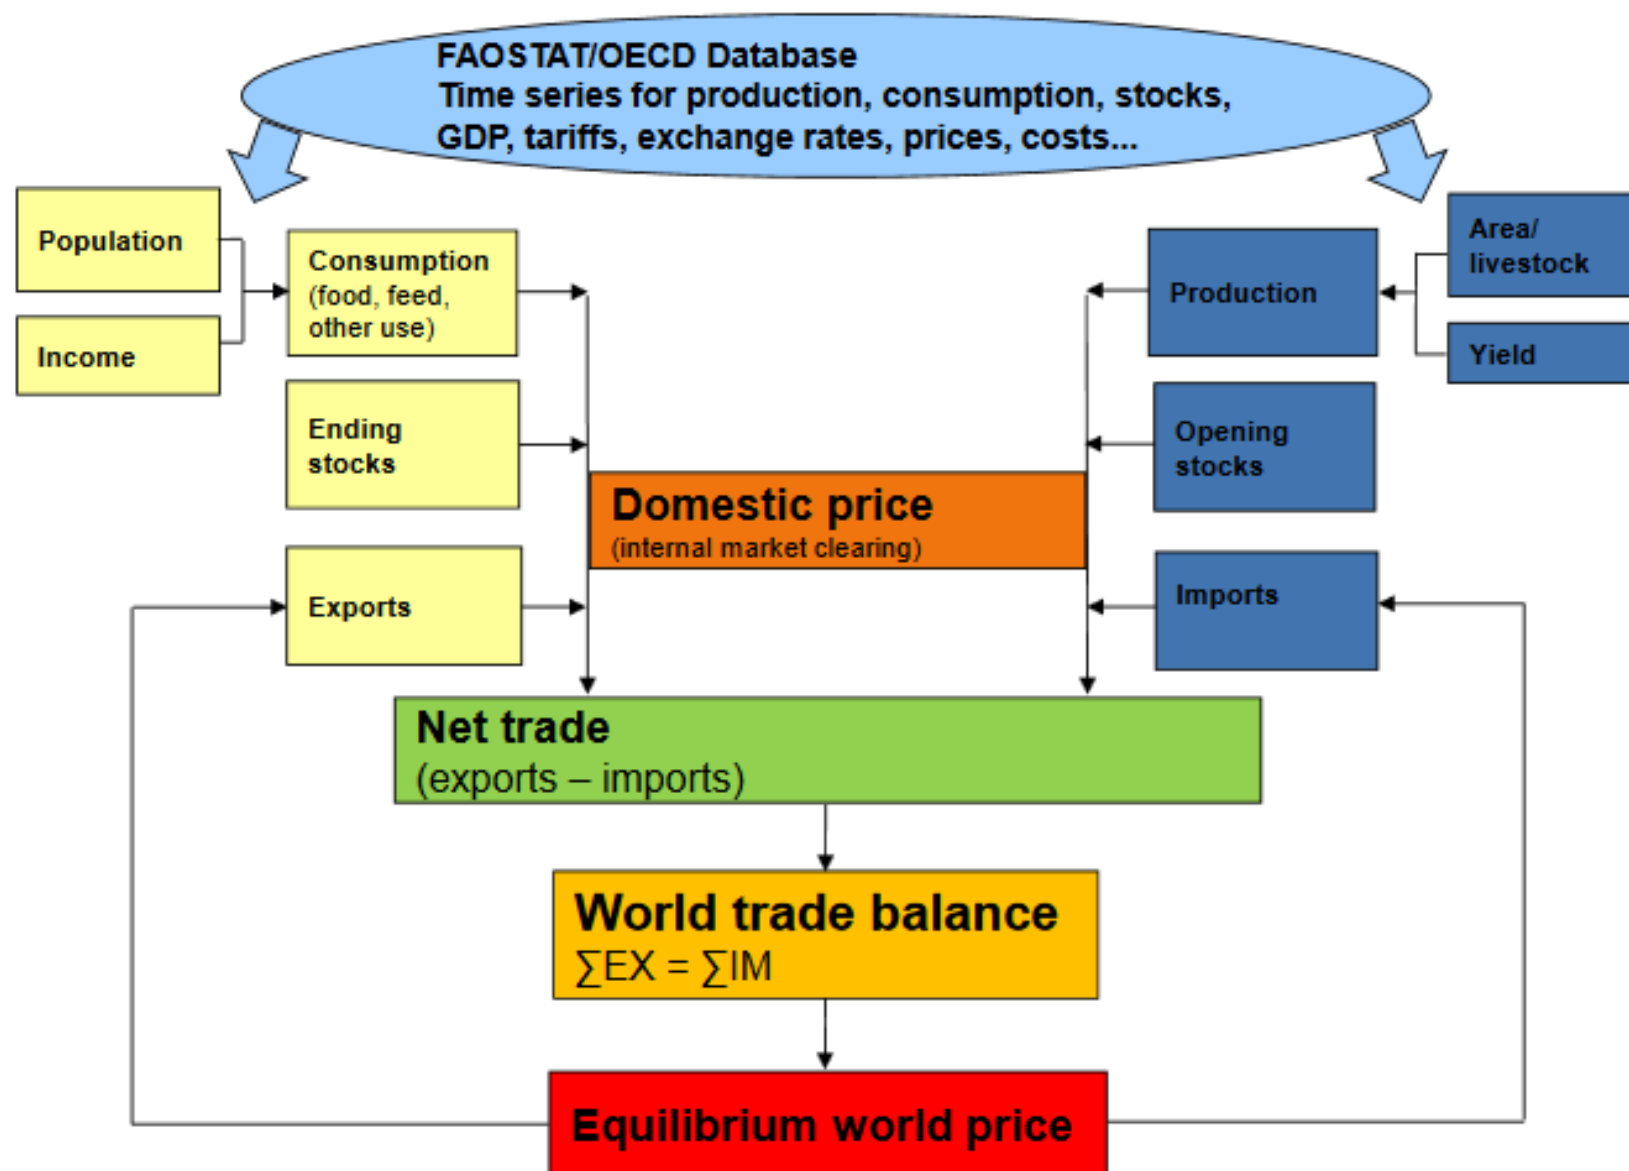 FAOSTAT/OECD Database
Time series for production, consumption, stocks,
GDP, tariffs, exchange rates, prices, costs...
Population
Income
Consumption
(food, feed,
other use)
Ending
stocks
Exports
Production
Area/
livestock
Yield
Opening
stocks
Imports
Domestic price
(internal market clearing)
Net trade
(exports – imports)
World trade balance
∑EX = ∑IM
Equilibrium world price